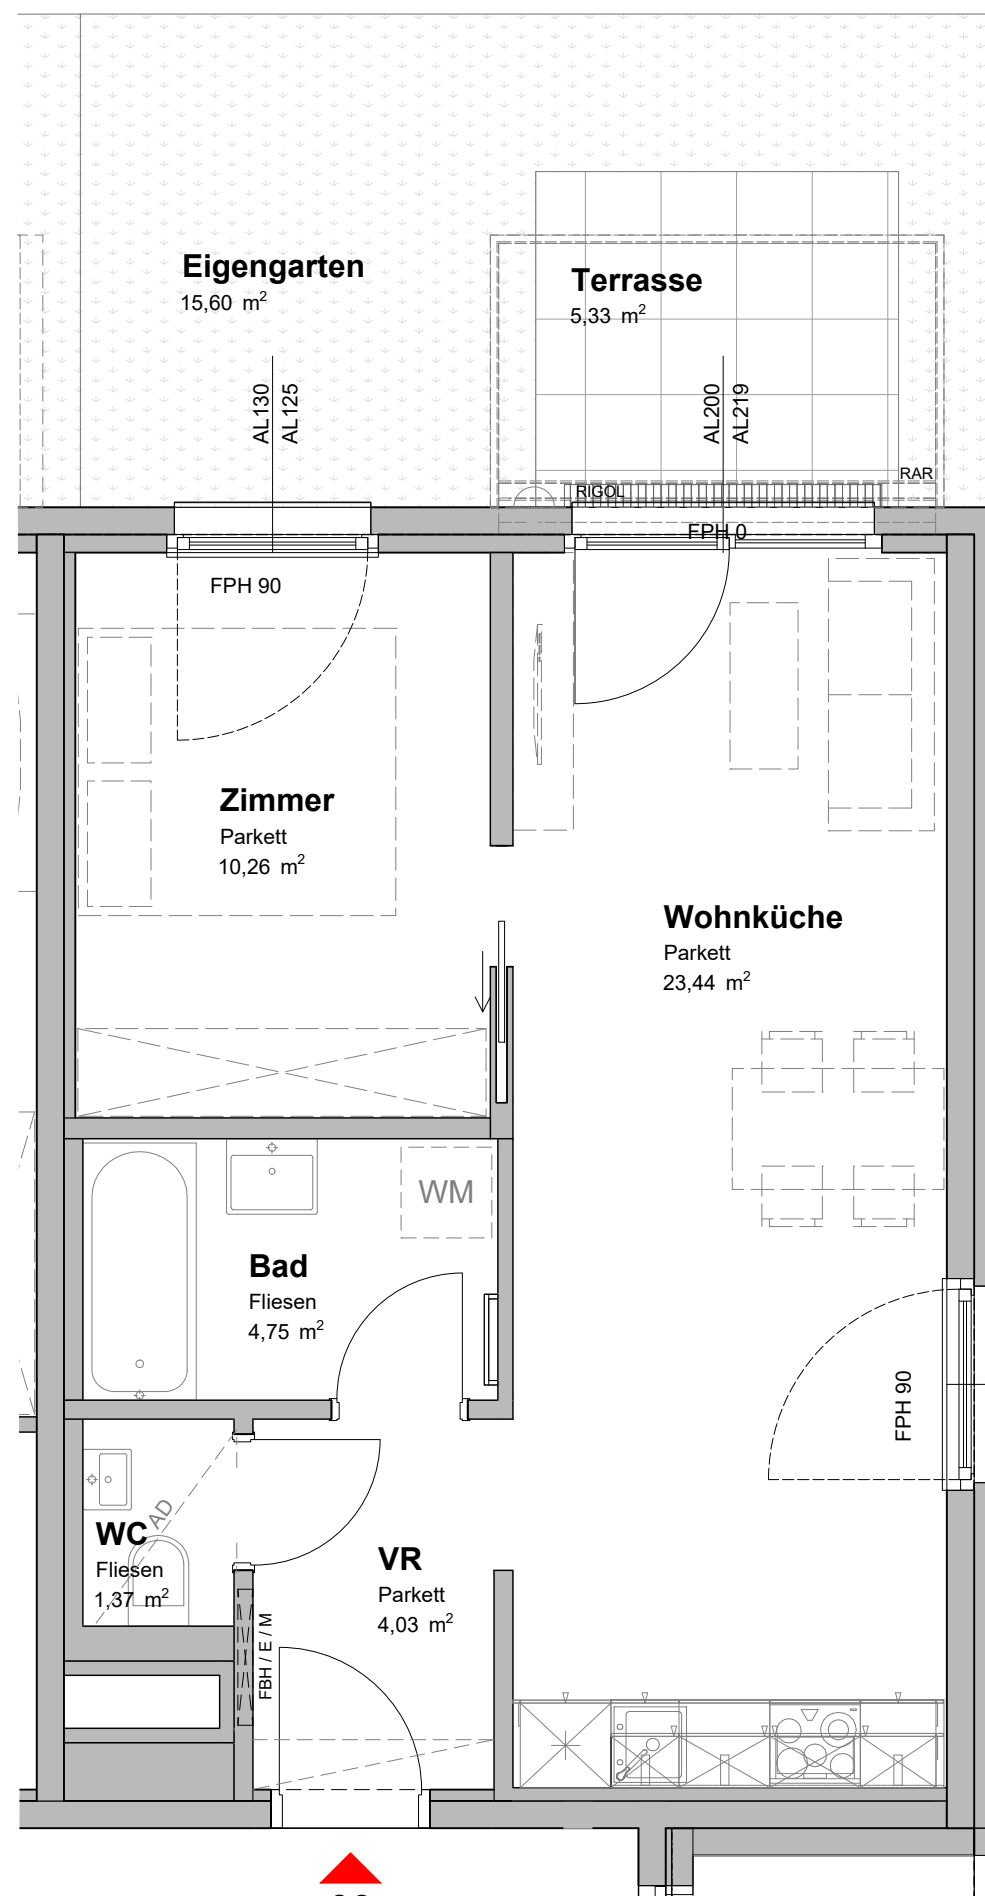 Eigengarten
15,60 m²
Terrasse
5,33 m²
AL130
AL125
AL200
AL219
RIGOL
RAR
FPH 0
FPH 90
Zimmer
Parkett
10,26 m²
Wohnküche
Parkett
23,44 m²
WM
Bad
Fliesen
4,75 m²
FPH 90
AD
WC
Fliesen
1,37 m²
VR
Parkett
4,03 m²
FBH / E / M